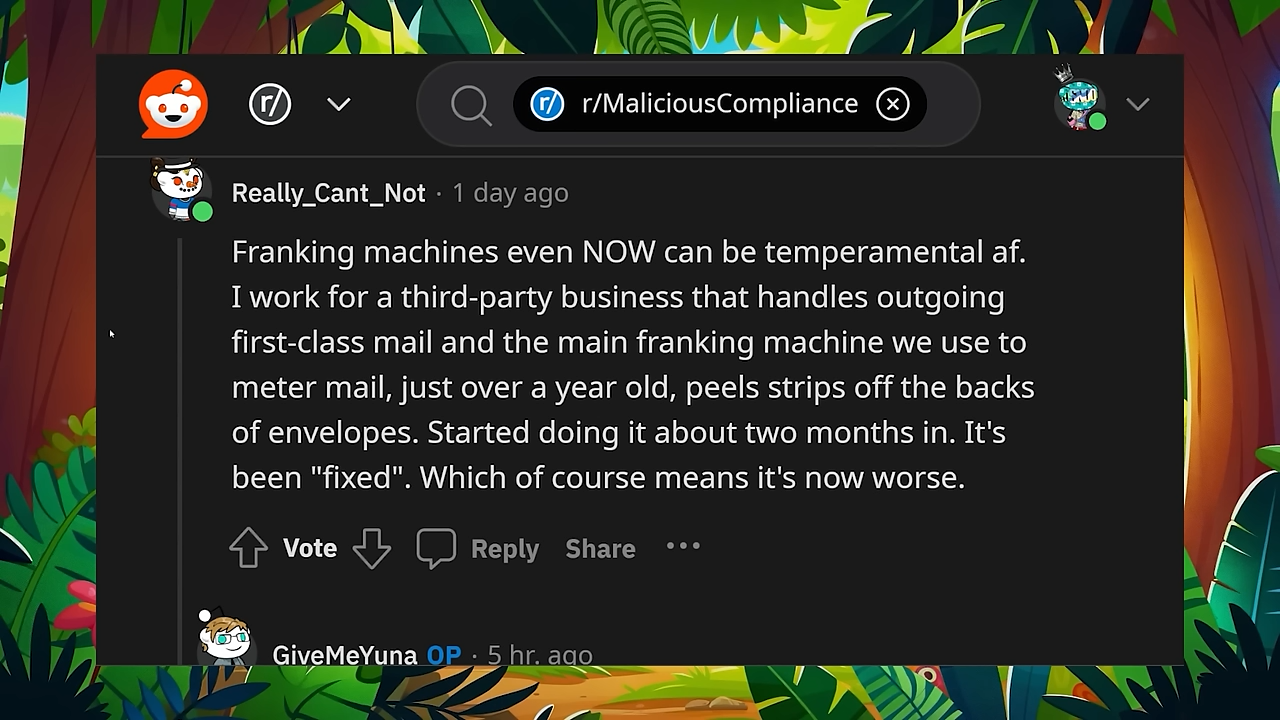 r/ r/ r/MaliciousCompliance
Really_Cant_Not · 1 day ago
Franking machines even NOW can be temperamental af.
I work for a third-party business that handles outgoing
first-class mail and the main franking machine we use to
meter mail, just over a year old, peels strips off the backs
of envelopes. Started doing it about two months in. It's
been "fixed". Which of course means it's now worse.
Vote Reply Share ···
GiveMeYuna OP · 5 hr. ago